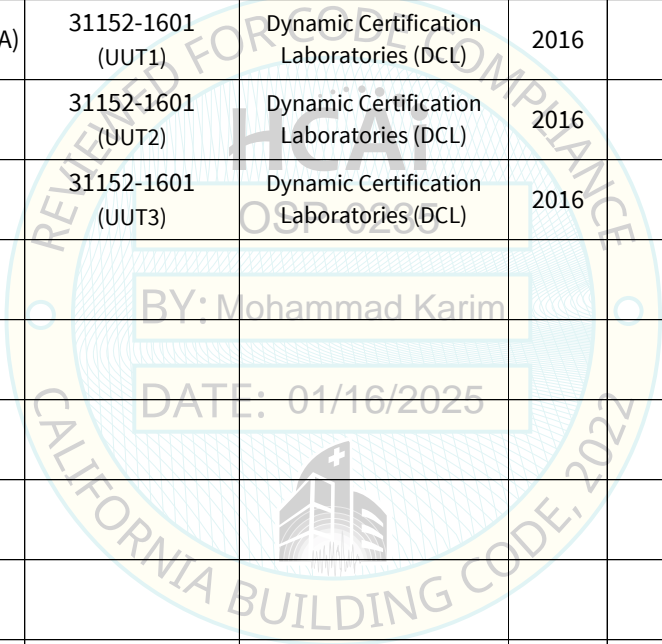 A)
31152-1601
(UUT1)
Dynamic Certification
Laboratories (DCL)
2016
31152-1601
(UUT2)
Dynamic Certification
Laboratories (DCL)
2016
31152-1601
(UUT3)
Dynamic Certification
Laboratories (DCL)
2016
REVIEWED FOR CODE COMPLIANCE
HCAi
OSP-0235
BY: Mohammad Karim
DATE: 01/16/2025
CALIFORNIA BUILDING CODE, 2022